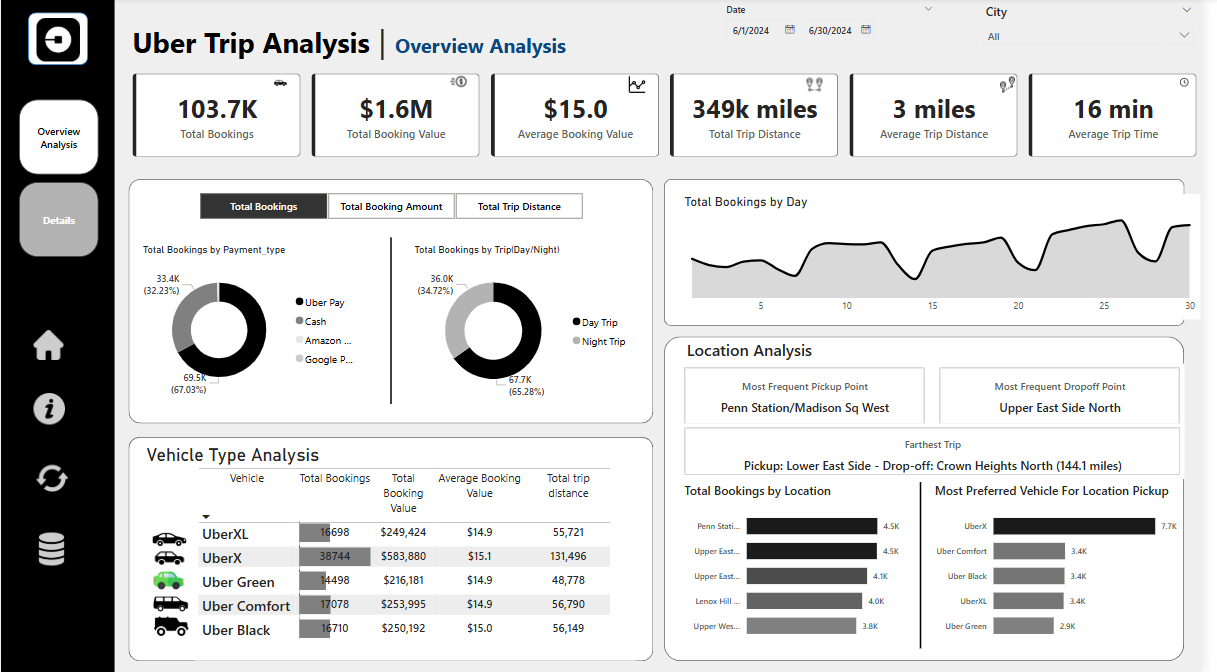 Date
City
6/1/2024 6/30/2024
All
Uber Trip Analysis | Overview Analysis
Overview Analysis
Details
103.7K
Total Bookings
$1.6M
Total Booking Value
$15.0
Average Booking Value
349k miles
Total Trip Distance
3 miles
Average Trip Distance
16 min
Average Trip Time
Total Bookings Total Booking Amount Total Trip Distance
Total Bookings by Payment_type
33.4K
(32.23%)
69.5K
(67.03%)
Uber Pay
Cash
Amazon ...
Google P...
Total Bookings by Trip(Day/Night)
36.0K
(34.72%)
67.7K
(65.28%)
Day Trip
Night Trip
Total Bookings by Day
5 10 15 20 25 30
Vehicle Type Analysis
Vehicle Total Bookings Total Booking Value Average Booking Value Total trip distance
UberXL 16698 $249,424 $14.9 55,721
UberX 38744 $583,880 $15.1 131,496
Uber Green 14498 $216,181 $14.9 48,778
Uber Comfort 17078 $253,995 $14.9 56,790
Uber Black 16710 $250,192 $15.0 56,149
Location Analysis
Most Frequent Pickup Point
Penn Station/Madison Sq West
Most Frequent Dropoff Point
Upper East Side North
Farthest Trip
Pickup: Lower East Side - Drop-off: Crown Heights North (144.1 miles)
Total Bookings by Location
Penn Stati... 4.5K
Upper East... 4.5K
Upper East... 4.1K
Lenox Hill ... 4.0K
Upper Wes... 3.8K
Most Preferred Vehicle For Location Pickup
UberX 7.7K
Uber Comfort 3.4K
Uber Black 3.4K
UberXL 3.4K
Uber Green 2.9K